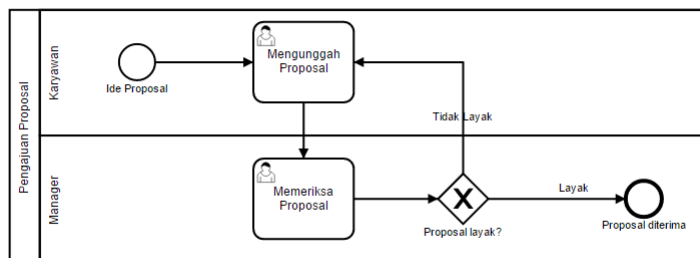 Pengajuan Proposal
Karyawan
Ide Proposal
Mengunggah
Proposal
Tidak Layak
Manager
Memeriksa
Proposal
Proposal layak?
Layak
Proposal diterima